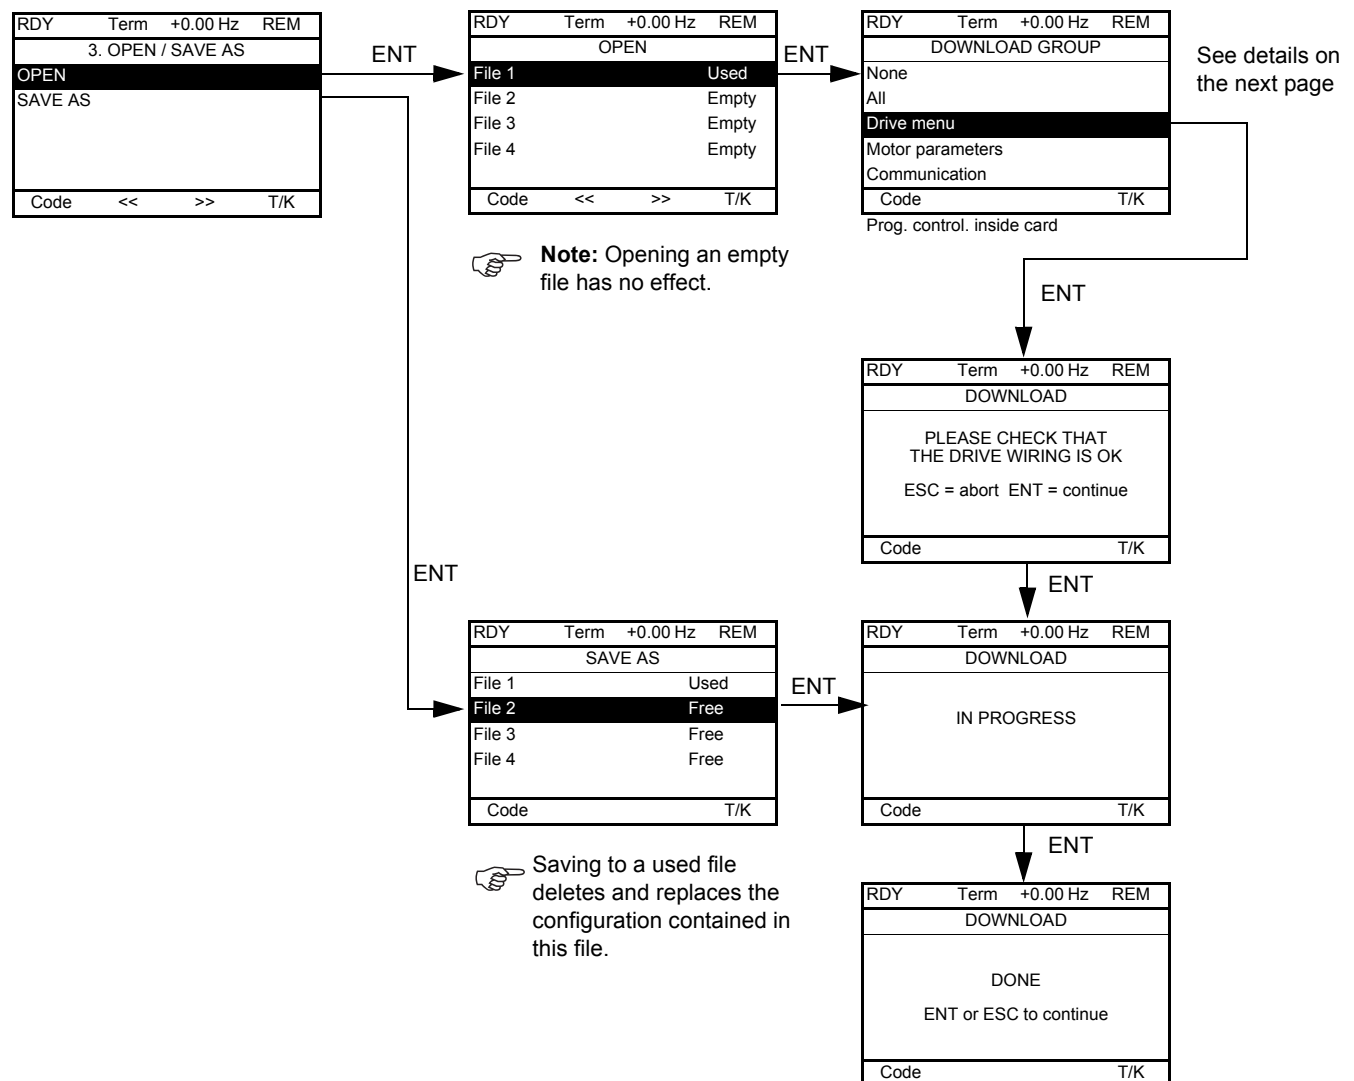 RDY Term +0.00 Hz REM
3. OPEN / SAVE AS
OPEN
SAVE AS
Code << >> T/K
ENT
RDY Term +0.00 Hz REM
OPEN
File 1 Used
File 2 Empty
File 3 Empty
File 4 Empty
Code << >> T/K
Note: Opening an empty
file has no effect.
ENT
RDY Term +0.00 Hz REM
DOWNLOAD GROUP
None
All
Drive menu
Motor parameters
Communication
Code T/K
Prog. control. inside card
See details on
the next page
ENT
RDY Term +0.00 Hz REM
DOWNLOAD
PLEASE CHECK THAT
THE DRIVE WIRING IS OK
ESC = abort ENT = continue
Code T/K
ENT
ENT
RDY Term +0.00 Hz REM
SAVE AS
File 1 Used
File 2 Free
File 3 Free
File 4 Free
Code T/K
Saving to a used file
deletes and replaces the
configuration contained in
this file.
ENT
RDY Term +0.00 Hz REM
DOWNLOAD
IN PROGRESS
Code T/K
ENT
RDY Term +0.00 Hz REM
DOWNLOAD
DONE
ENT or ESC to continue
Code T/K